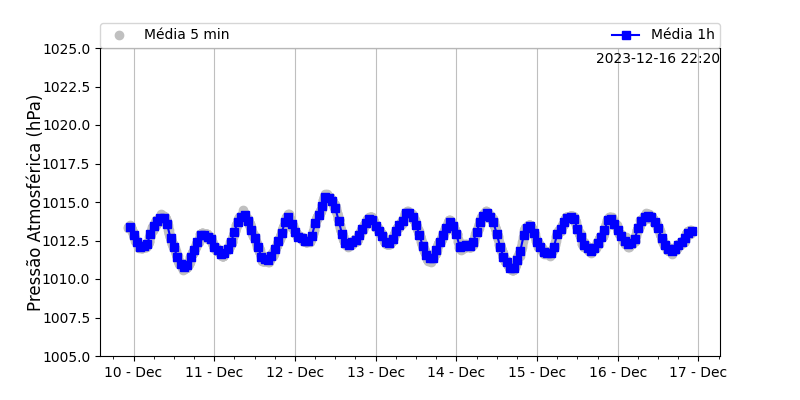 Média 5 min
Média 1h
2023-12-16 22:20
Pressão Atmosférica (hPa)
1025.0
1022.5
1020.0
1017.5
1015.0
1012.5
1010.0
1007.5
1005.0
10 - Dec
11 - Dec
12 - Dec
13 - Dec
14 - Dec
15 - Dec
16 - Dec
17 - Dec